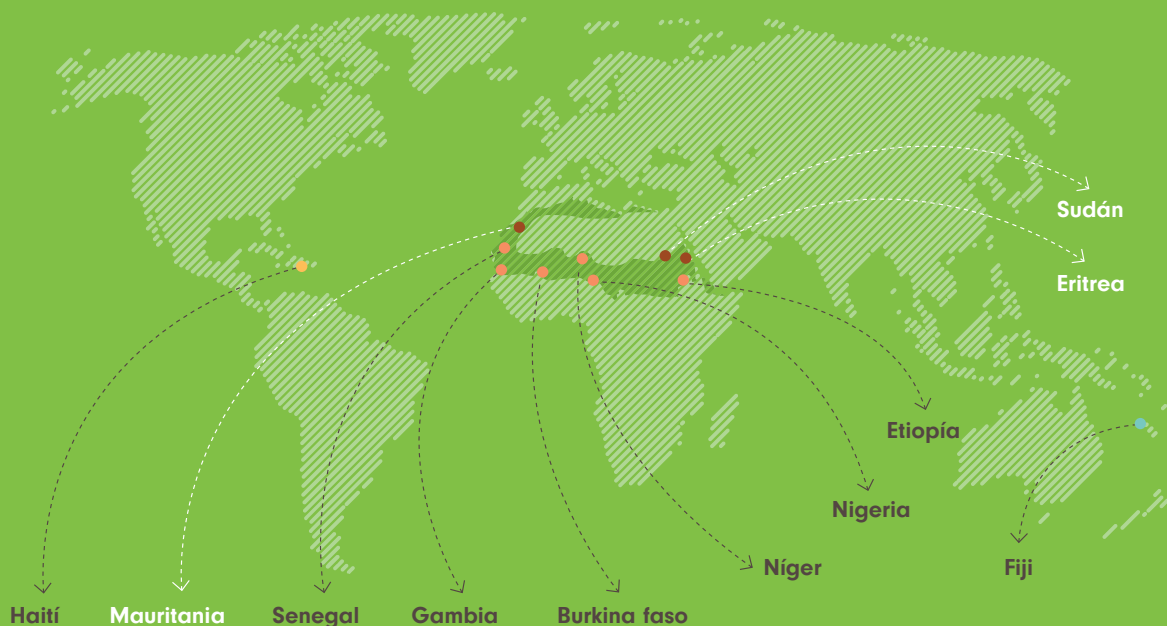 Sudán
Eritrea
Etiopía
Nigeria
Níger
Fiji
Haití
Mauritania
Senegal
Gambia
Burkina faso